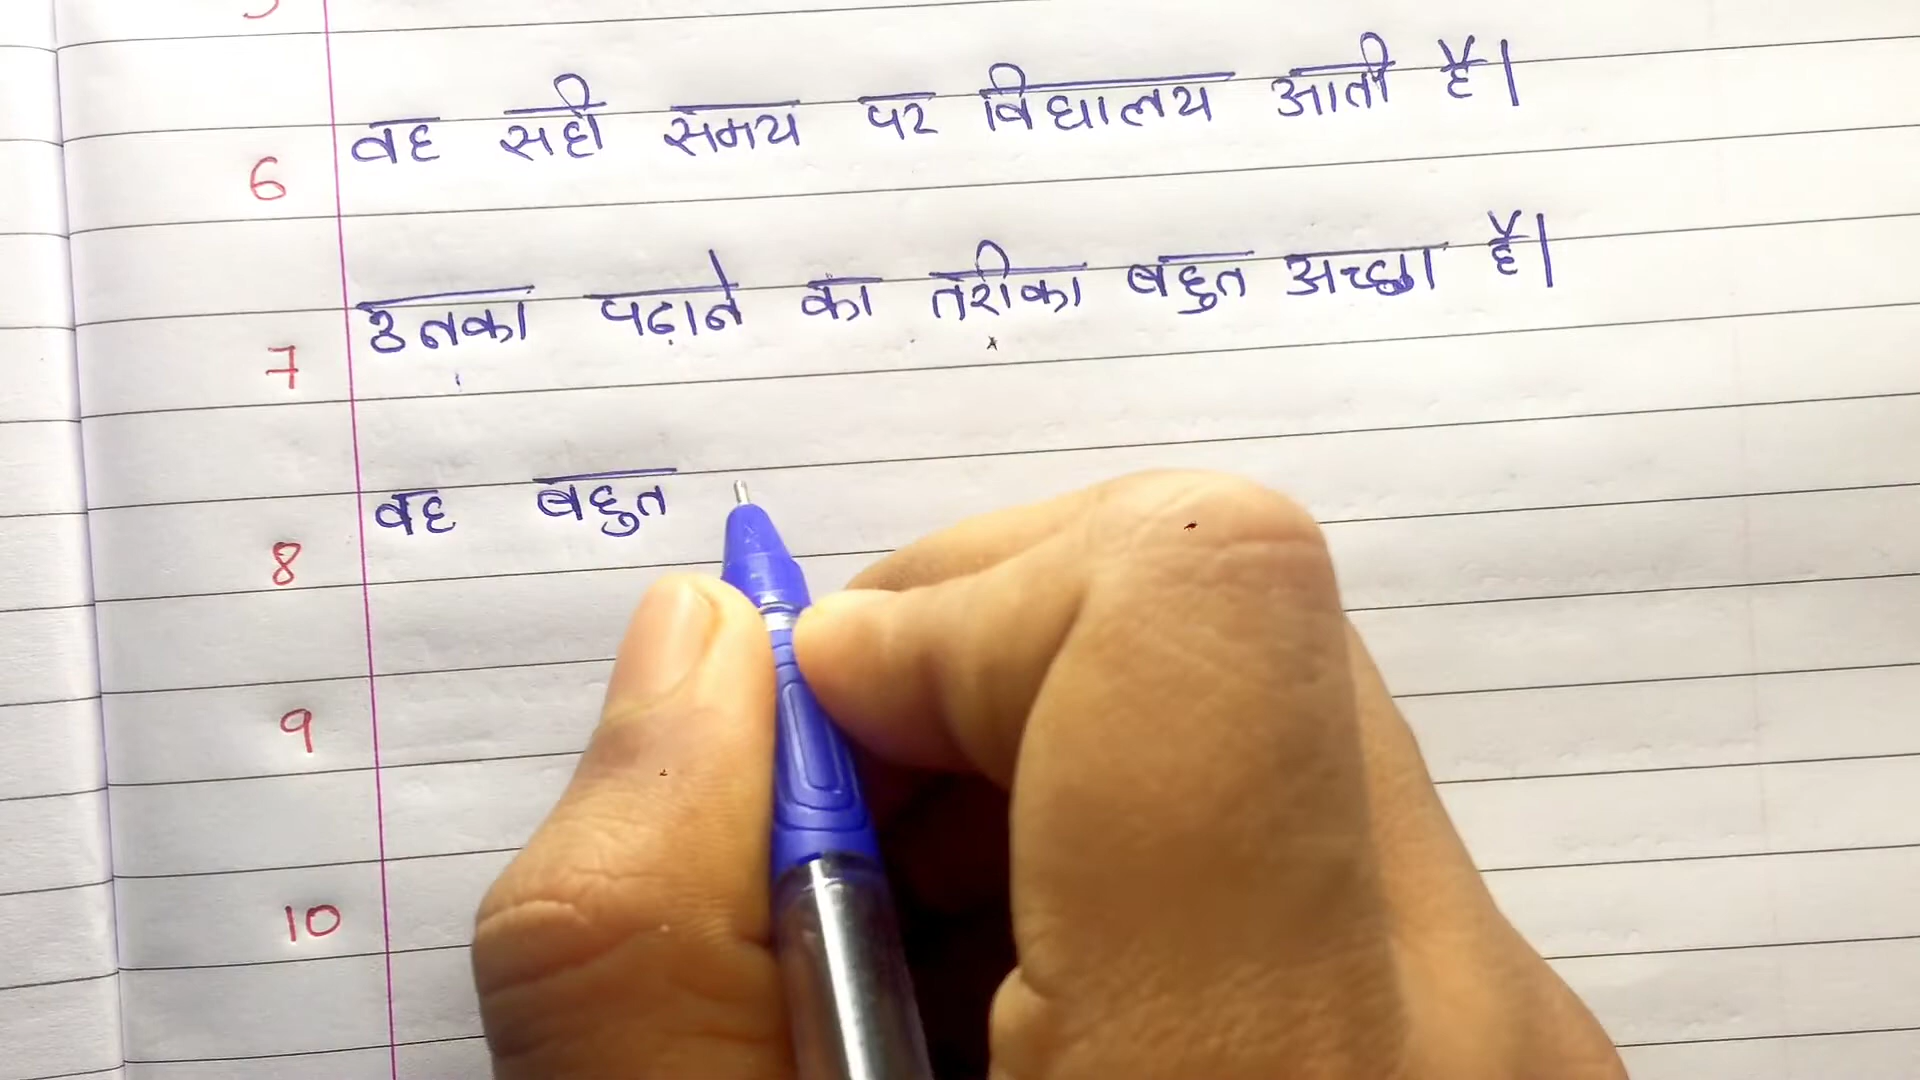 वह सही समय पर विद्यालय आती है।
6
उनका पढ़ाने का तरीका बहुत अच्छा है।
7
वह बहुत
8
9
10